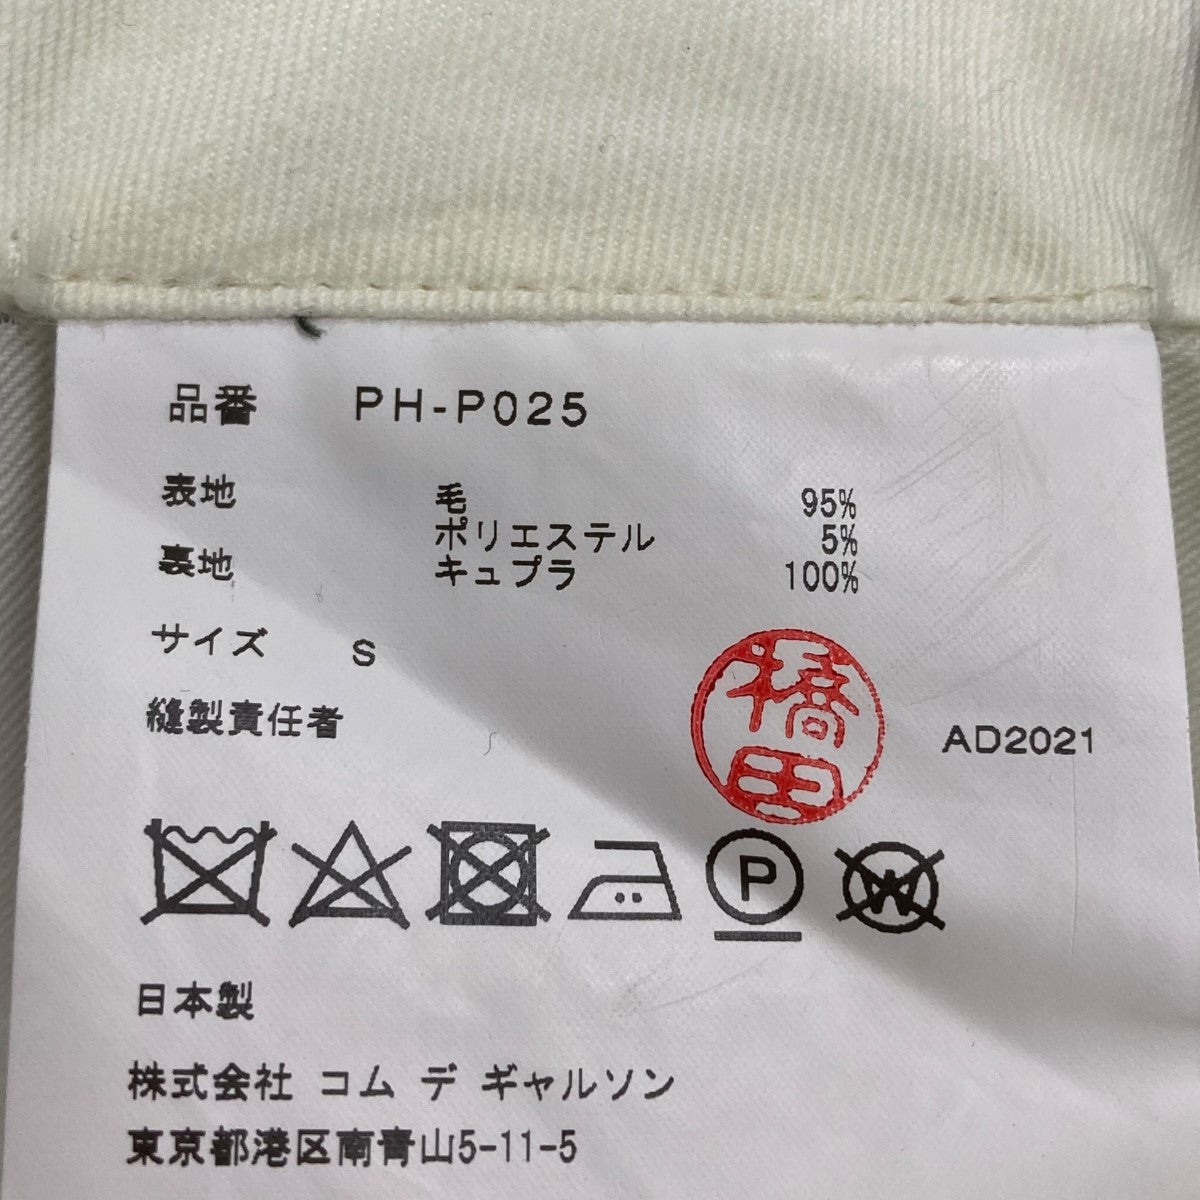 品番 PH-P025
表地 毛 95%
ポリエステル 5%
裏地 キュプラ 100%
サイズ S
縫製責任者 橋田 AD2021
P W
日本製
株式会社 コム デ ギャルソン
東京都港区南青山5-11-5